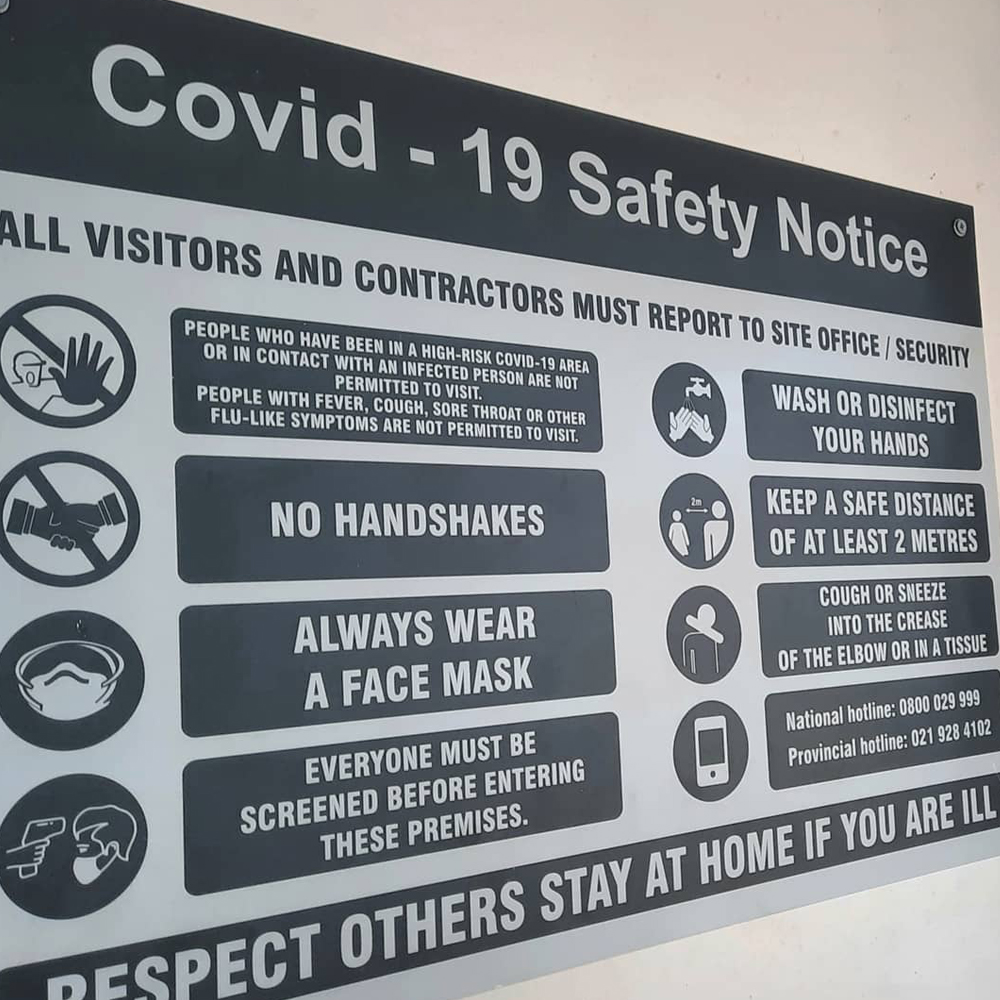 Covid - 19 Safety Notice
ALL VISITORS AND CONTRACTORS MUST REPORT TO SITE OFFICE / SECURITY
PEOPLE WHO HAVE BEEN IN A HIGH-RISK COVID-19 AREA
OR IN CONTACT WITH AN INFECTED PERSON ARE NOT
PERMITTED TO VISIT.
PEOPLE WITH FEVER, COUGH, SORE THROAT OR OTHER
FLU-LIKE SYMPTOMS ARE NOT PERMITTED TO VISIT.
NO HANDSHAKES
ALWAYS WEAR
A FACE MASK
EVERYONE MUST BE
SCREENED BEFORE ENTERING
THESE PREMISES.
WASH OR DISINFECT
YOUR HANDS
2m
KEEP A SAFE DISTANCE
OF AT LEAST 2 METRES
COUGH OR SNEEZE
INTO THE CREASE
OF THE ELBOW OR IN A TISSUE
National hotline: 0800 029 999
Provincial hotline: 021 928 4102
RESPECT OTHERS STAY AT HOME IF YOU ARE ILL